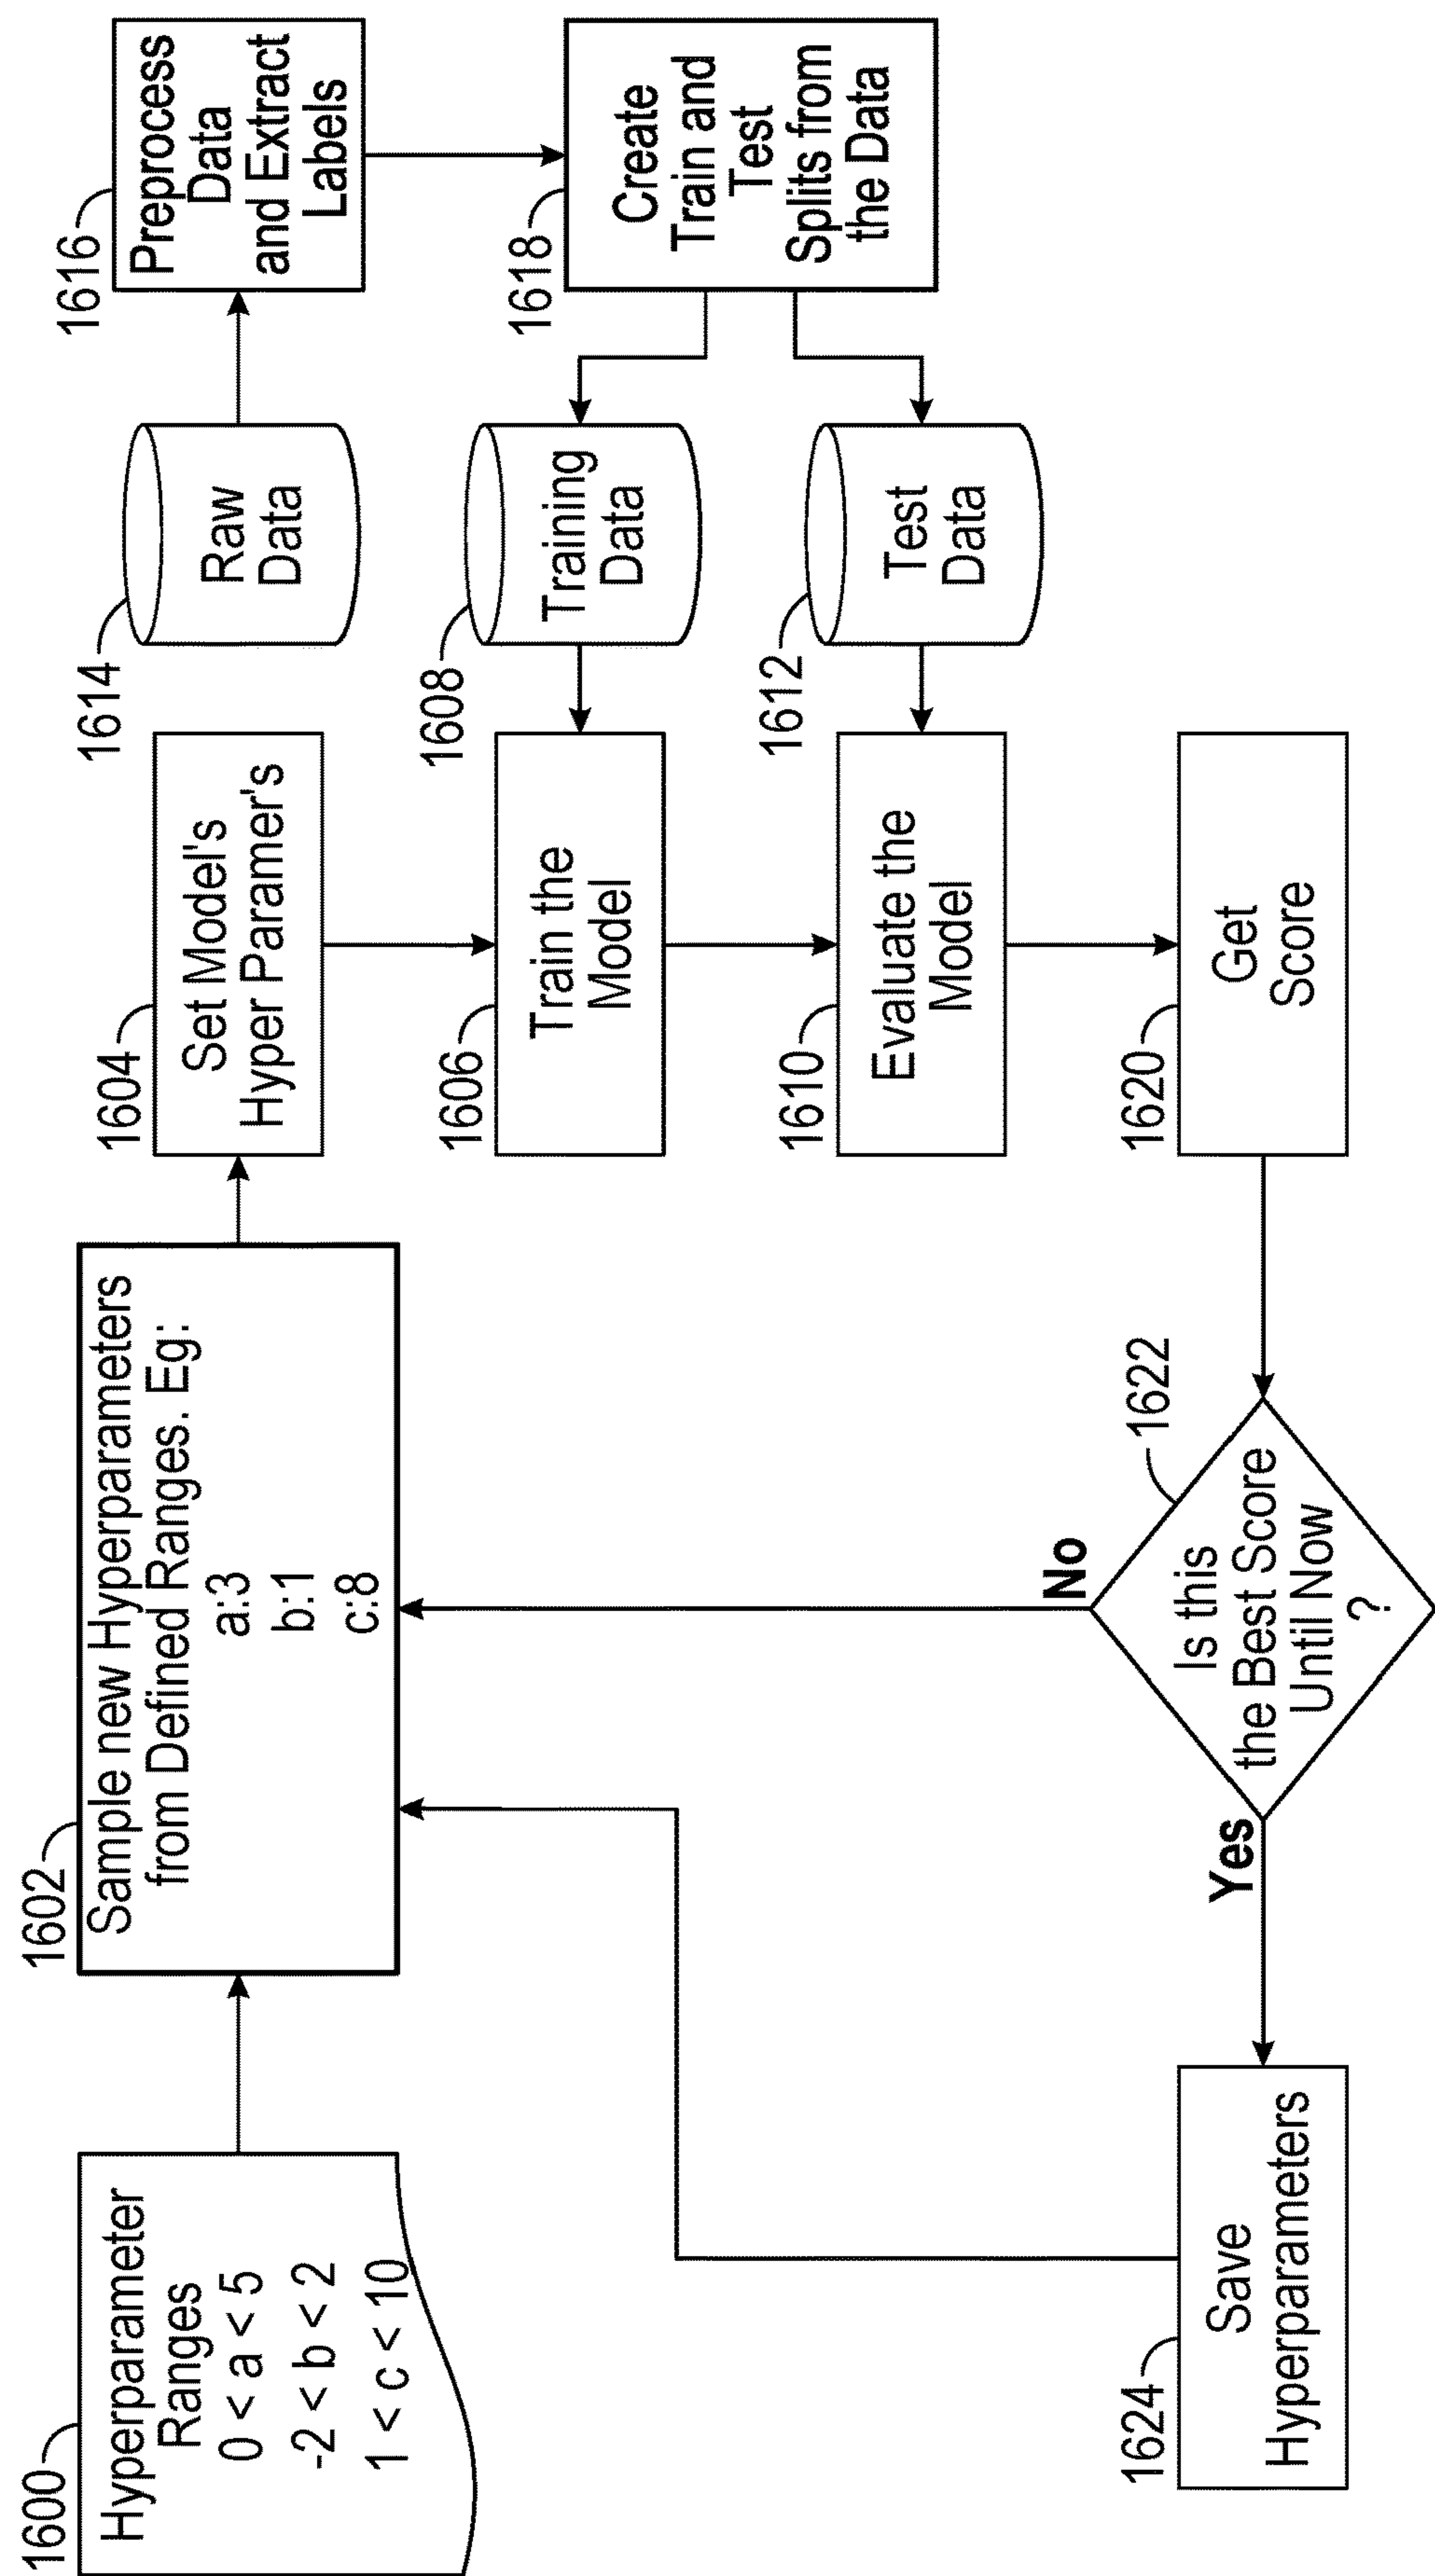 1600
Hyperparameter
Ranges
0 < a < 5
-2 < b < 2
1 < c < 10
1602
Sample new Hyperparameters
from Defined Ranges. Eg:
a:3
b:1
c:8
1604
Set Model's
Hyper Paramer's
1614
Raw
Data
1616
Preprocess
Data
and Extract
Labels
1606
Train the
Model
1608
Training
Data
1618
Create
Train and
Test
Splits from
the Data
1610
Evaluate the
Model
1612
Test
Data
1624
Save
Hyperparameters
Yes
1622
Is this
the Best Score
Until Now
?
No
1620
Get
Score